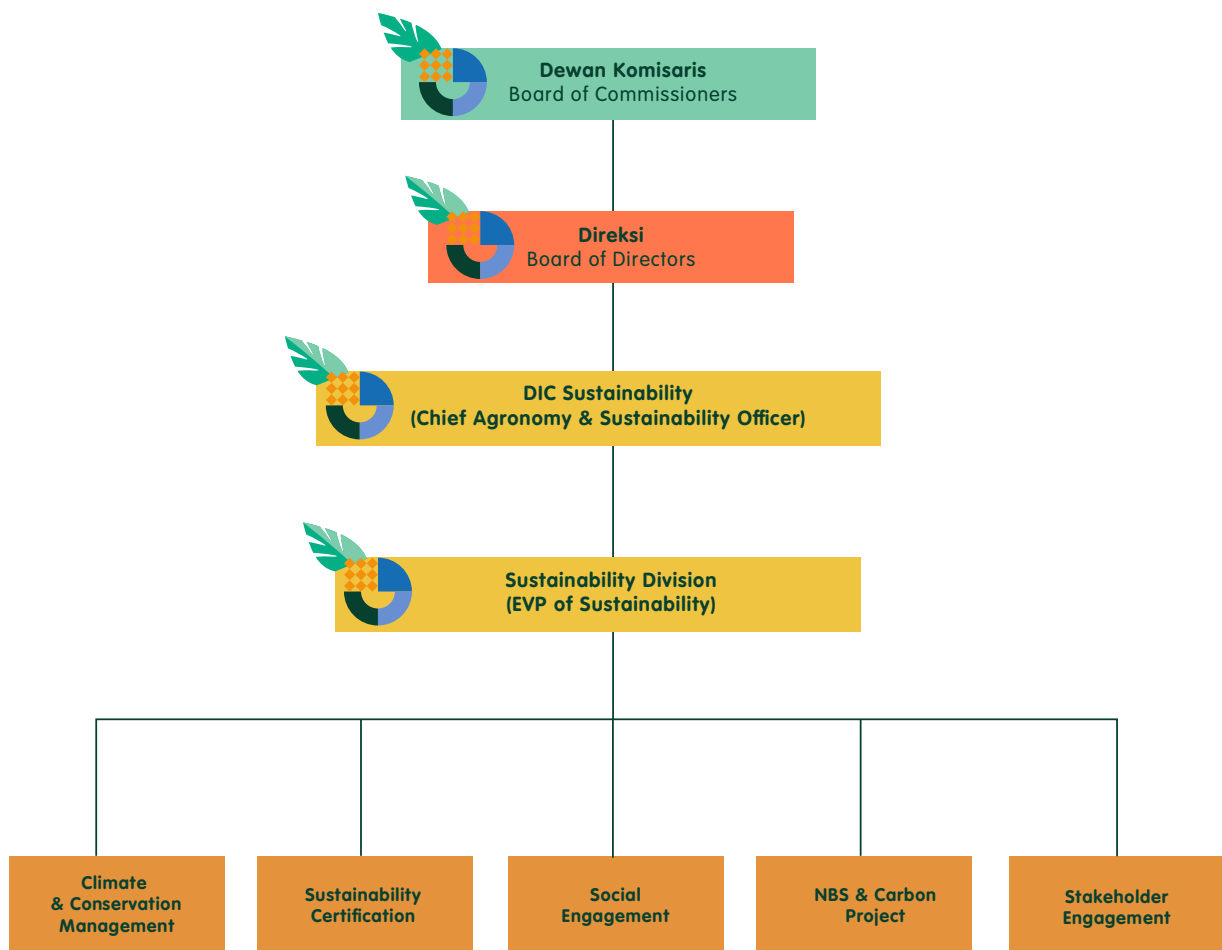 Dewan Komisaris
Board of Commissioners
Direksi
Board of Directors
DIC Sustainability
(Chief Agronomy & Sustainability Officer)
Sustainability Division
(EVP of Sustainability)
Climate
& Conservation
Management
Sustainability
Certification
Social
Engagement
NBS & Carbon
Project
Stakeholder
Engagement